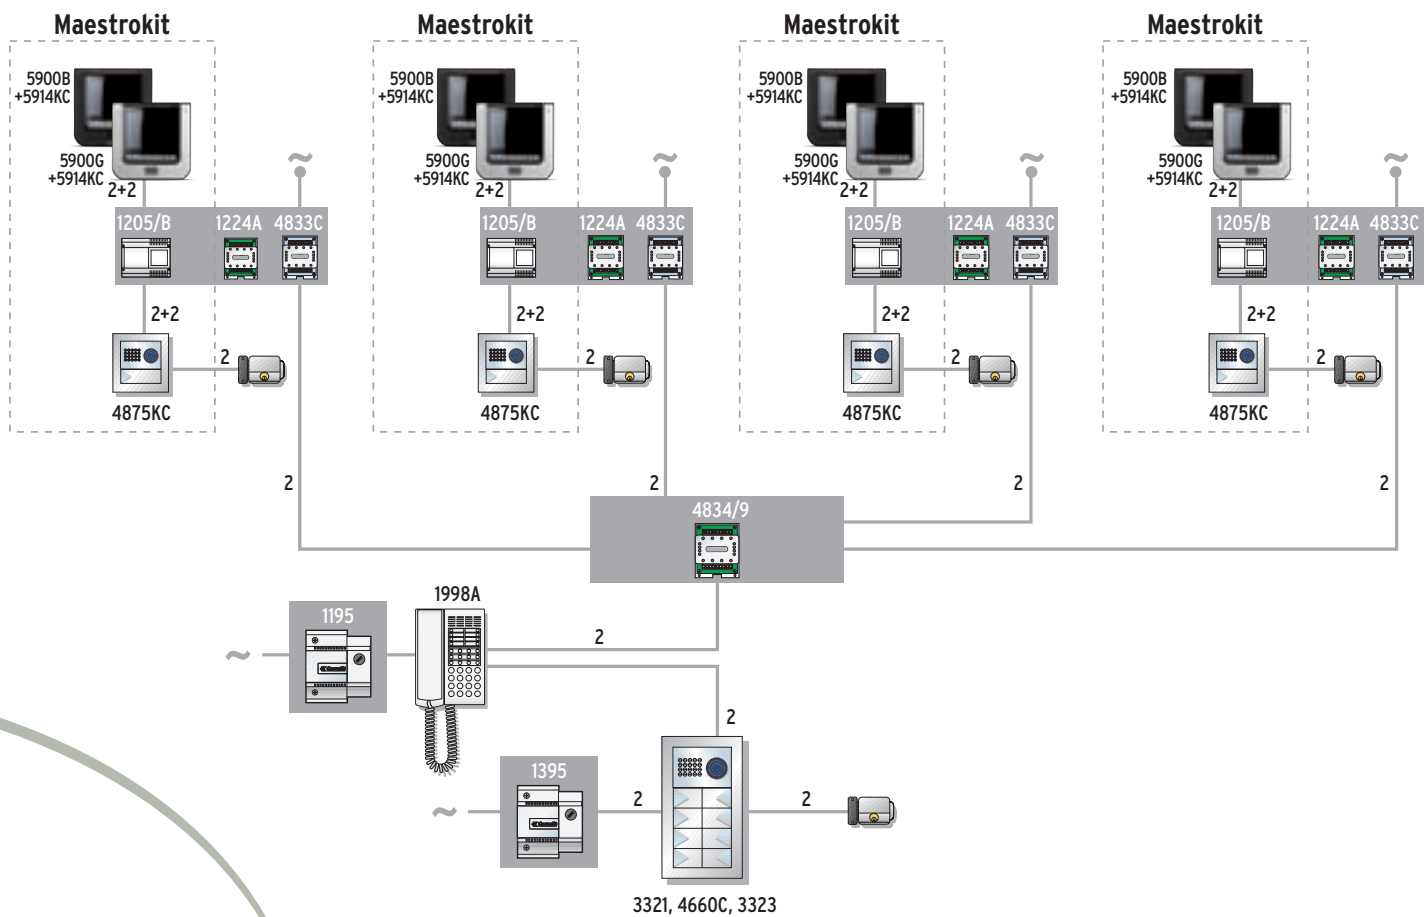 Maestrokit
Maestrokit
Maestrokit
Maestrokit
5900B
+5914KC
5900G
+5914KC
2+2
5900B
+5914KC
5900G
+5914KC
2+2
5900B
+5914KC
5900G
+5914KC
2+2
5900B
+5914KC
5900G
+5914KC
2+2
~
~
~
~
1205/B 1224A 4833C
1205/B 1224A 4833C
1205/B 1224A 4833C
1205/B 1224A 4833C
2+2
2+2
2+2
2+2
2
2
2
2
4875KC
4875KC
4875KC
4875KC
2
2
2
2
4834/9
1998A
1195
2
~
Comelit
2
1395
~
Comelit
2
2
3321, 4660C, 3323